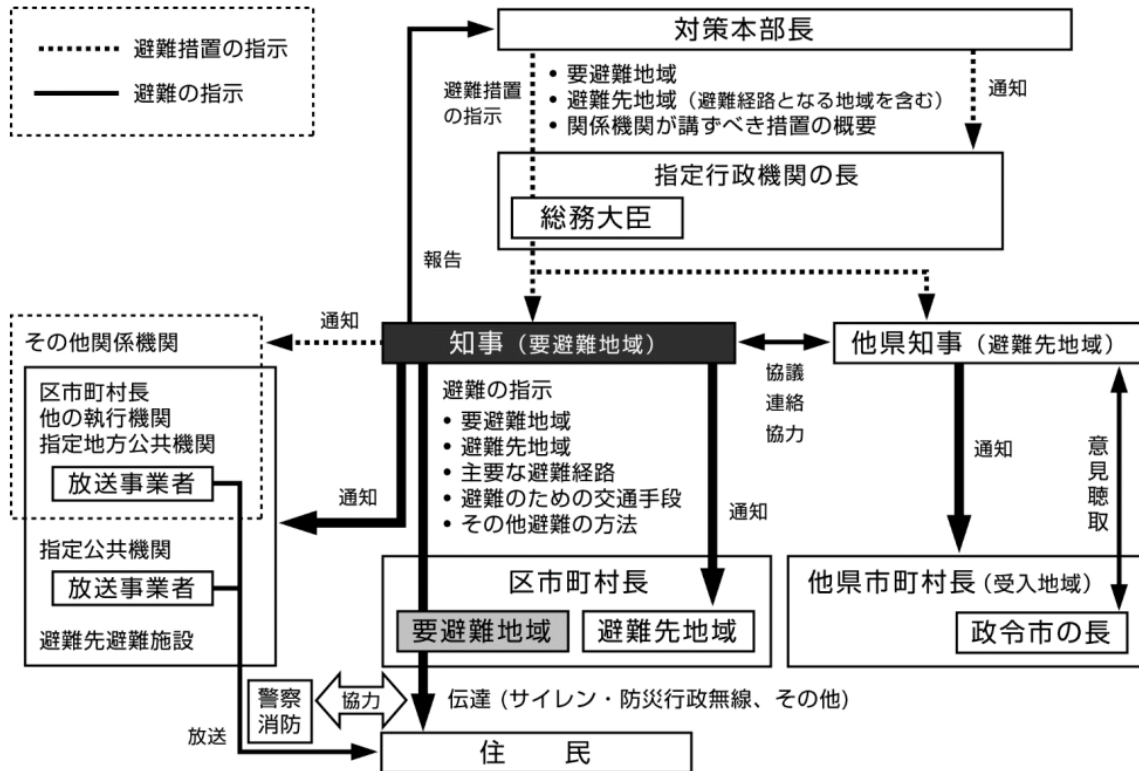 避難措置の指示
避難の指示
対策本部長
避難措置
の指示
• 要避難地域
• 避難先地域（避難経路となる地域を含む）
• 関係機関が講ずべき措置の概要
通知
指定行政機関の長
総務大臣
報告
通知
知事（要避難地域）
他県知事（避難先地域）
協議
連絡
協力
その他関係機関
区市町村長
他の執行機関
指定地方公共機関
放送事業者
指定公共機関
放送事業者
避難先避難施設
通知
避難の指示
• 要避難地域
• 避難先地域
• 主要な避難経路
• 避難のための交通手段
• その他避難の方法
通知
通知
意見聴取
区市町村長
要避難地域
避難先地域
他県市町村長（受入地域）
政令市の長
警察
消防
協力
伝達 (サイレン・防災行政無線、その他)
放送
住　民